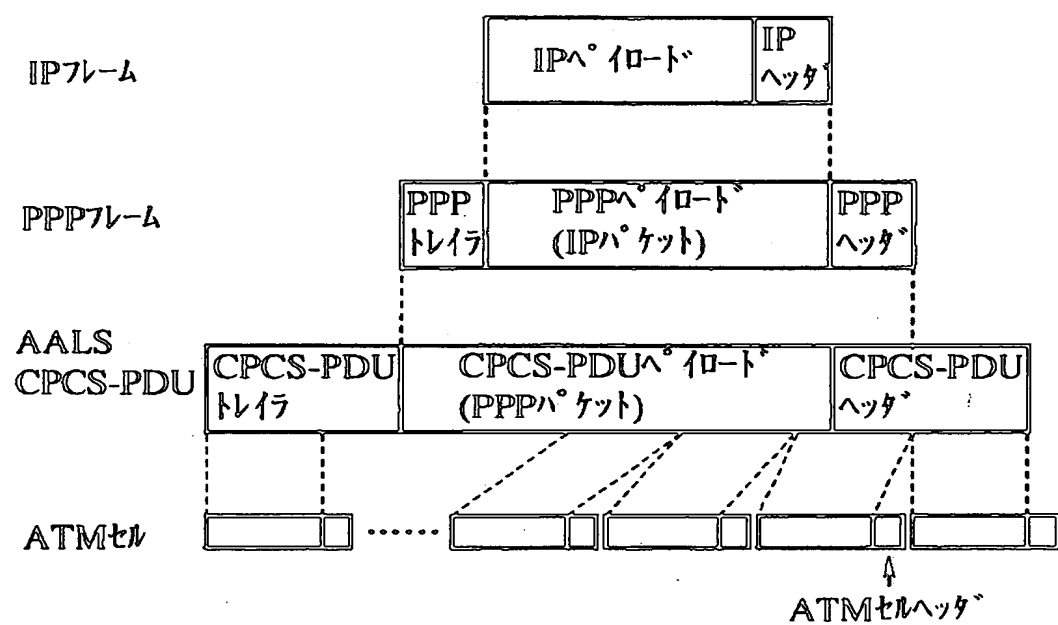 IPフレーム
IPペイロード
IP
ヘッダ
PPPフレーム
PPP
トレイラ
PPPペイロード
(IPパケット)
PPP
ヘッダ
AALS
CPCS-PDU
CPCS-PDU
トレイラ
CPCS-PDUペイロード
(PPPパケット)
CPCS-PDU
ヘッダ
ATMセル
ATMセルヘッダ